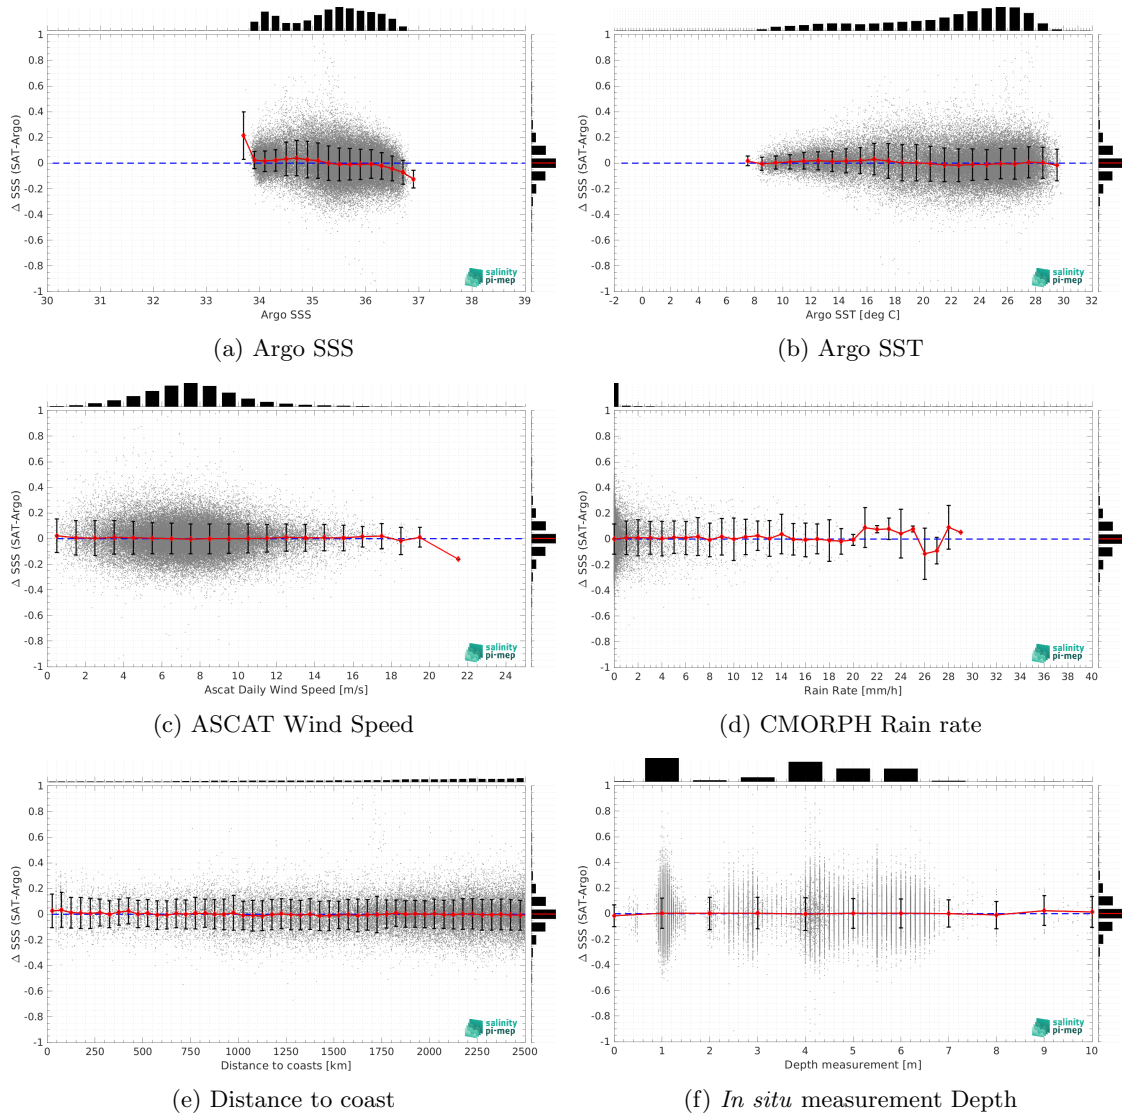 1
0.8
0.6
0.4
0.2
0
-0.2
-0.4
-0.6
-0.8
-1
Δ SSS (SAT-Argo)
30 31 32 33 34 35 36 37 38 39
Argo SSS
salinity
pi-mep
(a) Argo SSS
1
0.8
0.6
0.4
0.2
0
-0.2
-0.4
-0.6
-0.8
-1
Δ SSS (SAT-Argo)
-2 0 2 4 6 8 10 12 14 16 18 20 22 24 26 28 30 32
Argo SST [deg C]
salinity
pi-mep
(b) Argo SST
1
0.8
0.6
0.4
0.2
0
-0.2
-0.4
-0.6
-0.8
-1
Δ SSS (SAT-Argo)
0 2 4 6 8 10 12 14 16 18 20 22 24
Ascat Daily Wind Speed [m/s]
salinity
pi-mep
(c) ASCAT Wind Speed
1
0.8
0.6
0.4
0.2
0
-0.2
-0.4
-0.6
-0.8
-1
Δ SSS (SAT-Argo)
0 2 4 6 8 10 12 14 16 18 20 22 24 26 28 30 32 34 36 38 40
Rain Rate [mm/h]
salinity
pi-mep
(d) CMORPH Rain rate
1
0.8
0.6
0.4
0.2
0
-0.2
-0.4
-0.6
-0.8
-1
Δ SSS (SAT-Argo)
0 250 500 750 1000 1250 1500 1750 2000 2250 2500
Distance to coasts [km]
salinity
pi-mep
(e) Distance to coast
1
0.8
0.6
0.4
0.2
0
-0.2
-0.4
-0.6
-0.8
-1
Δ SSS (SAT-Argo)
0 1 2 3 4 5 6 7 8 9 10
Depth measurement [m]
salinity
pi-mep
(f) In situ measurement Depth